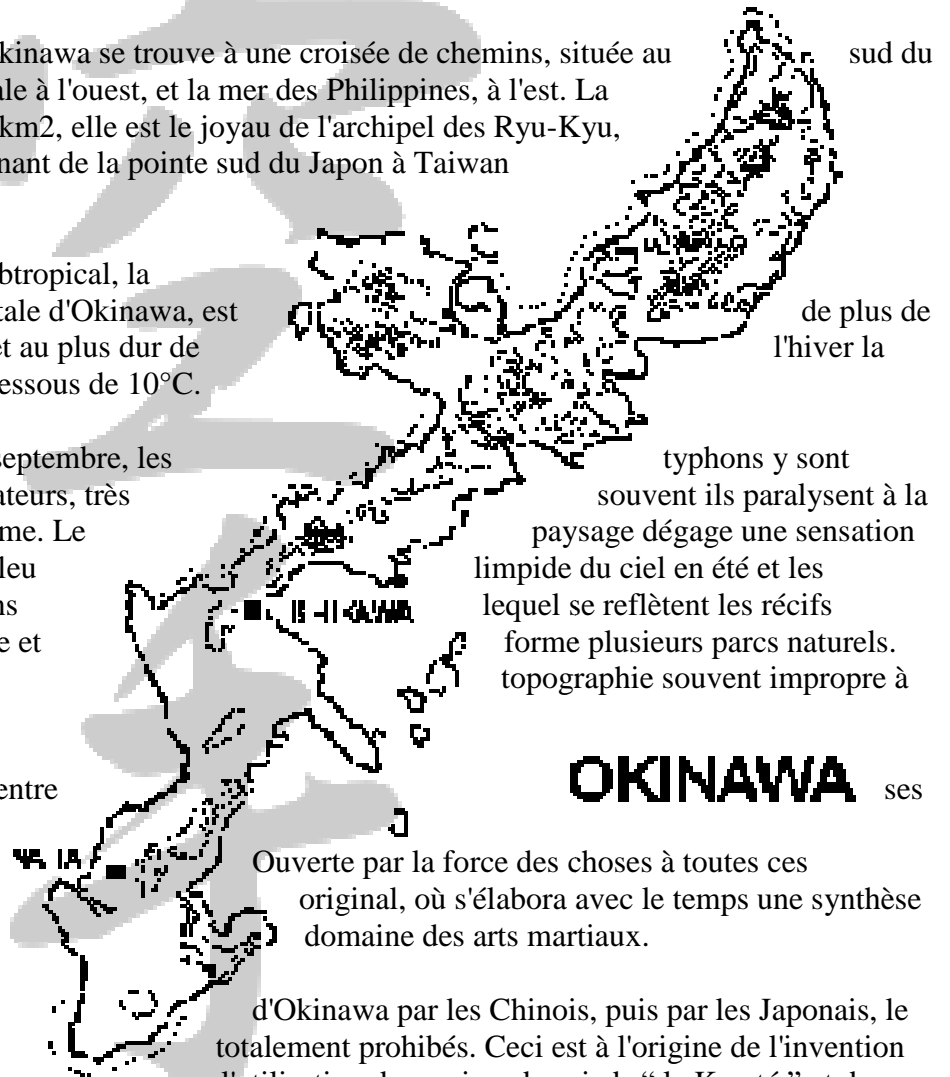 kinawa se trouve à une croisée de chemins, située au sud du
ale à l'ouest, et la mer des Philippines, à l'est. La
km2, elle est le joyau de l'archipel des Ryu-Kyu,
nant de la pointe sud du Japon à Taiwan
btropical, la
tale d'Okinawa, est de plus de
et au plus dur de l'hiver la
essous de 10°C.
septembre, les typhons y sont
ateurs, très souvent ils paralysent à la
me. Le paysage dégage une sensation
leu limpide du ciel en été et les
ns lequel se reflètent les récifs
e et forme plusieurs parcs naturels.
topographie souvent impropre à
entre OKINAWA ses
Ouverte par la force des choses à toutes ces
original, où s'élabora avec le temps une synthèse
domaine des arts martiaux.
d'Okinawa par les Chinois, puis par les Japonais, le
totalement prohibés. Ceci est à l'origine de l'invention